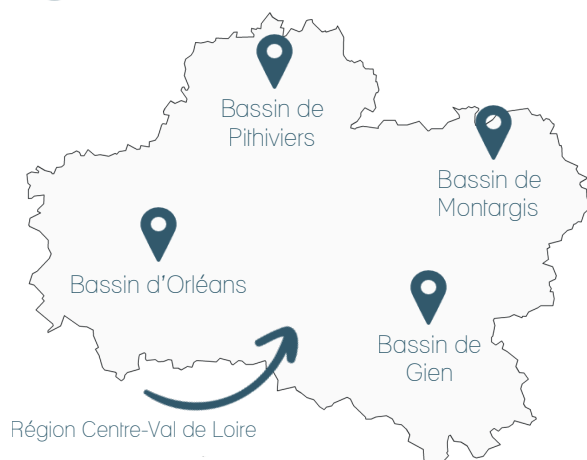 Bassin de
Pithiviers
Bassin de
Montargis
Bassin d'Orléans
Bassin de
Gien
Région Centre-Val de Loire